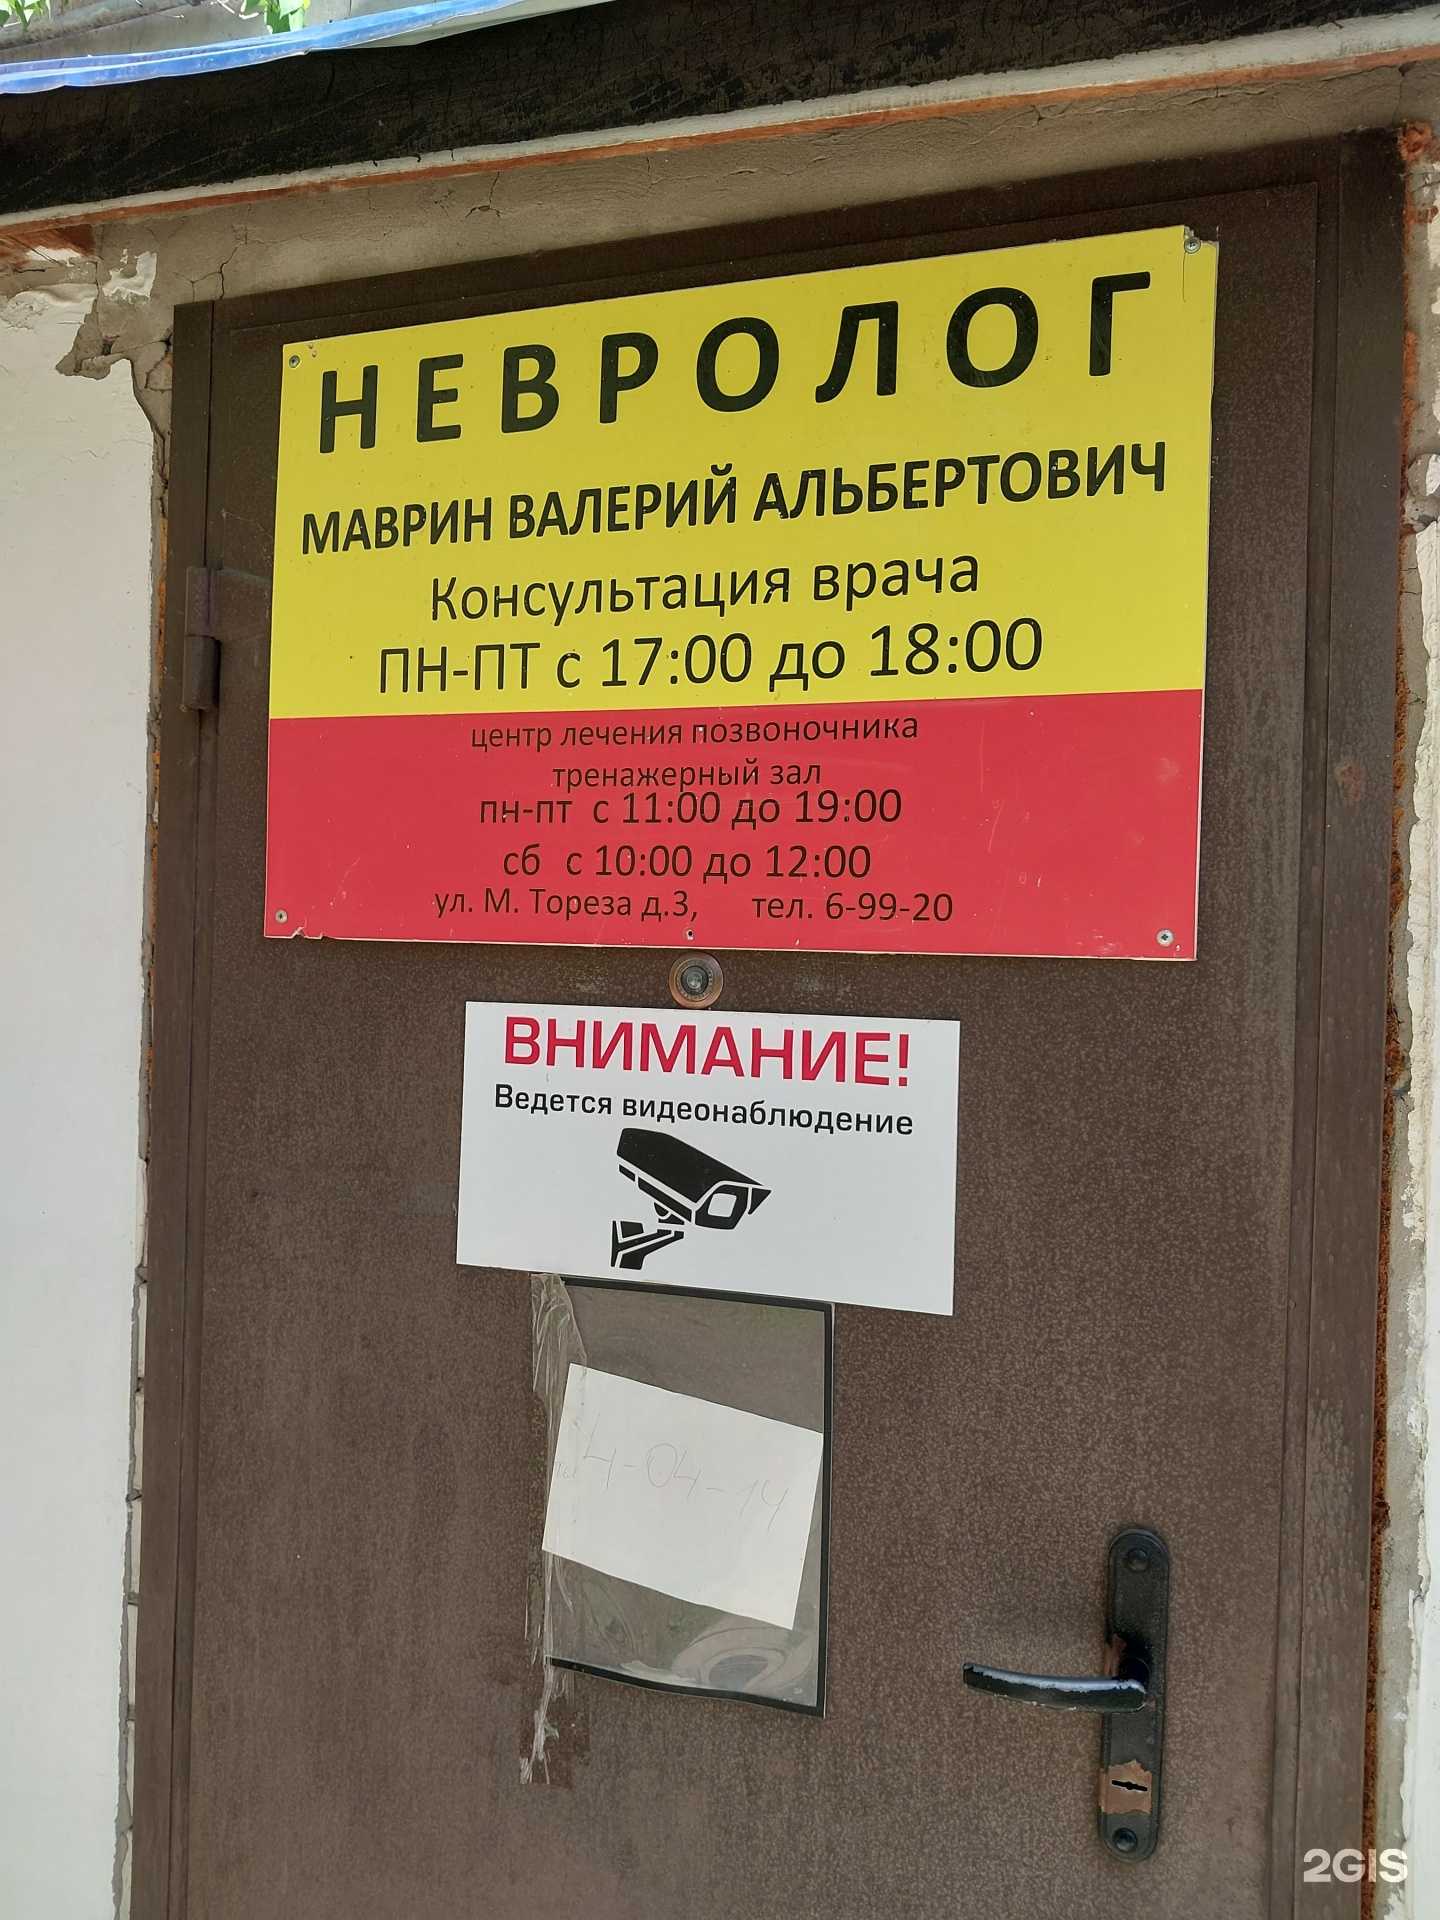 НЕВРОЛОГ
МАВРИН ВАЛЕРИЙ АЛЬБЕРТОВИЧ
Консультация врача
ПН-ПТ с 17:00 до 18:00
центр лечения позвоночника
тренажерный зал
пн-пт с 11:00 до 19:00
сб с 10:00 до 12:00
ул. М. Тореза д.3, тел. 6-99-20
ВНИМАНИЕ!
Ведется видеонаблюдение
4-04-14
2GIS